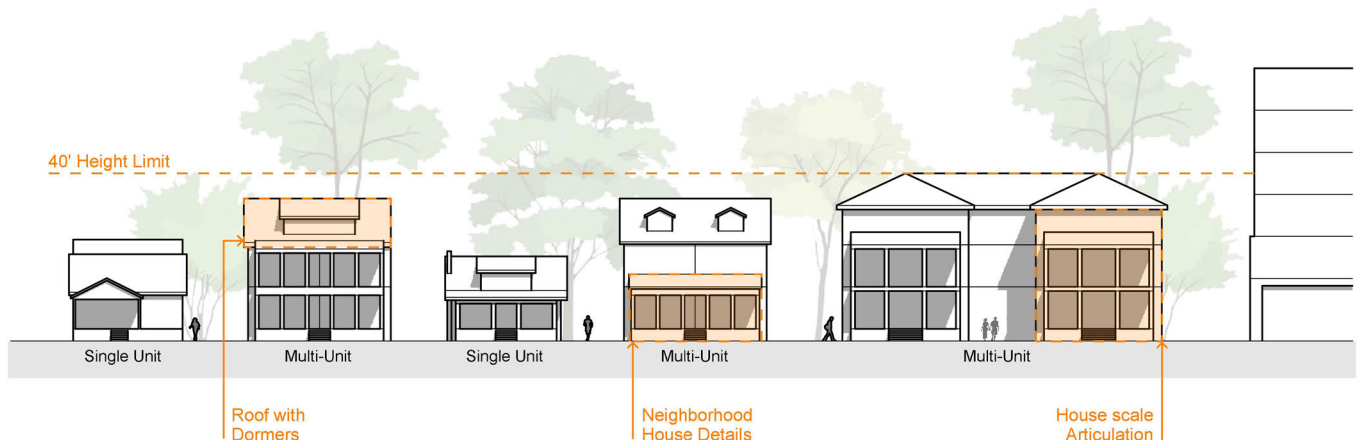 40' Height Limit
Single Unit
Multi-Unit
Single Unit
Multi-Unit
Multi-Unit
Roof with
Dormers
Neighborhood
House Details
House scale
Articulation